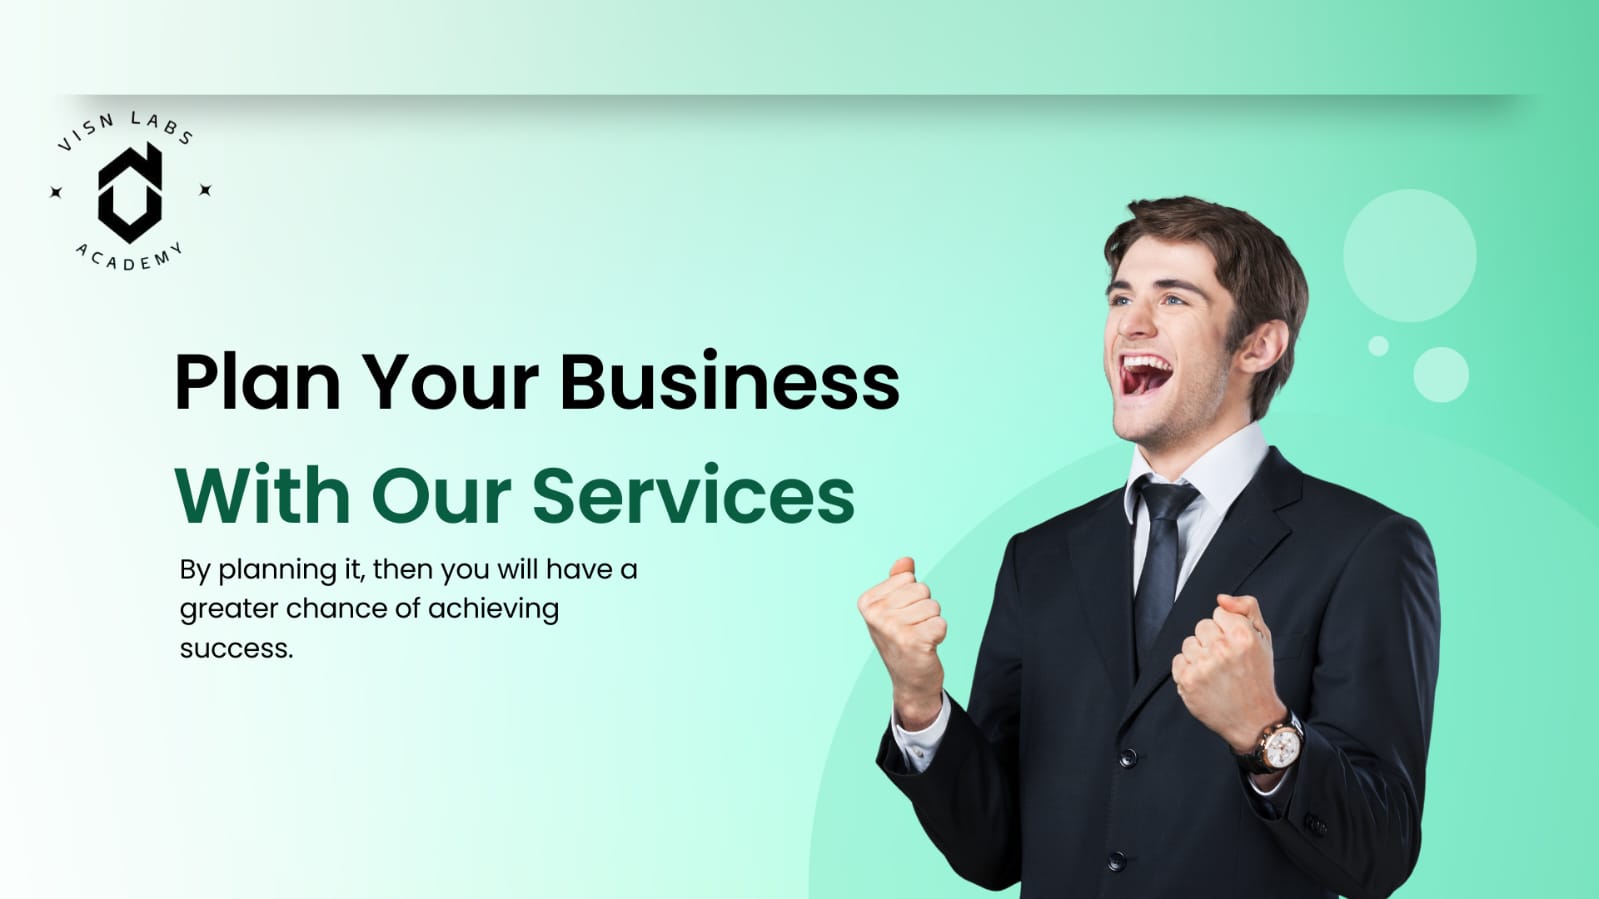 VISN LABS
ACADEMY
Plan Your Business
With Our Services
By planning it, then you will have a
greater chance of achieving
success.